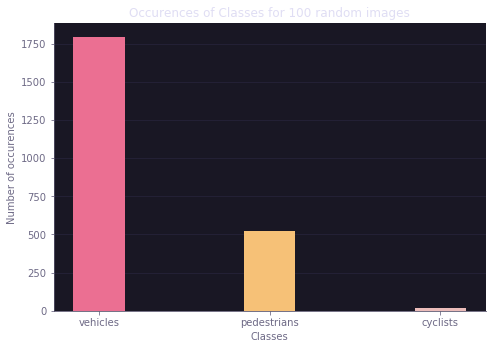 Occurences of Classes for 100 random images
Number of occurences
1750
1500
1250
1000
750
500
250
0
vehicles
pedestrians
cyclists
Classes